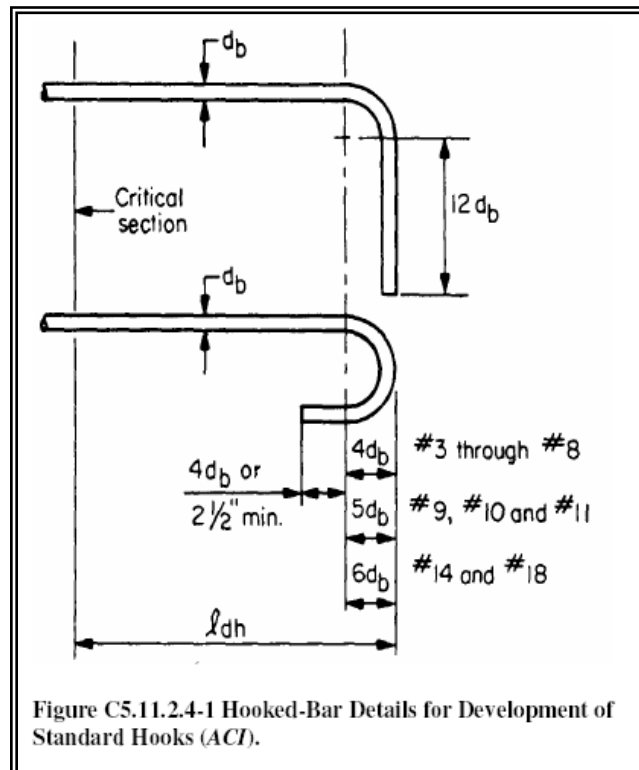 d_b
12 d_b
Critical
section
d_b
4d_b or
2 ½" min.
4d_b #3 through #8
5d_b #9, #10 and #11
6d_b #14 and #18
ℓdh
Figure C5.11.2.4-1 Hooked-Bar Details for Development of
Standard Hooks (ACI).